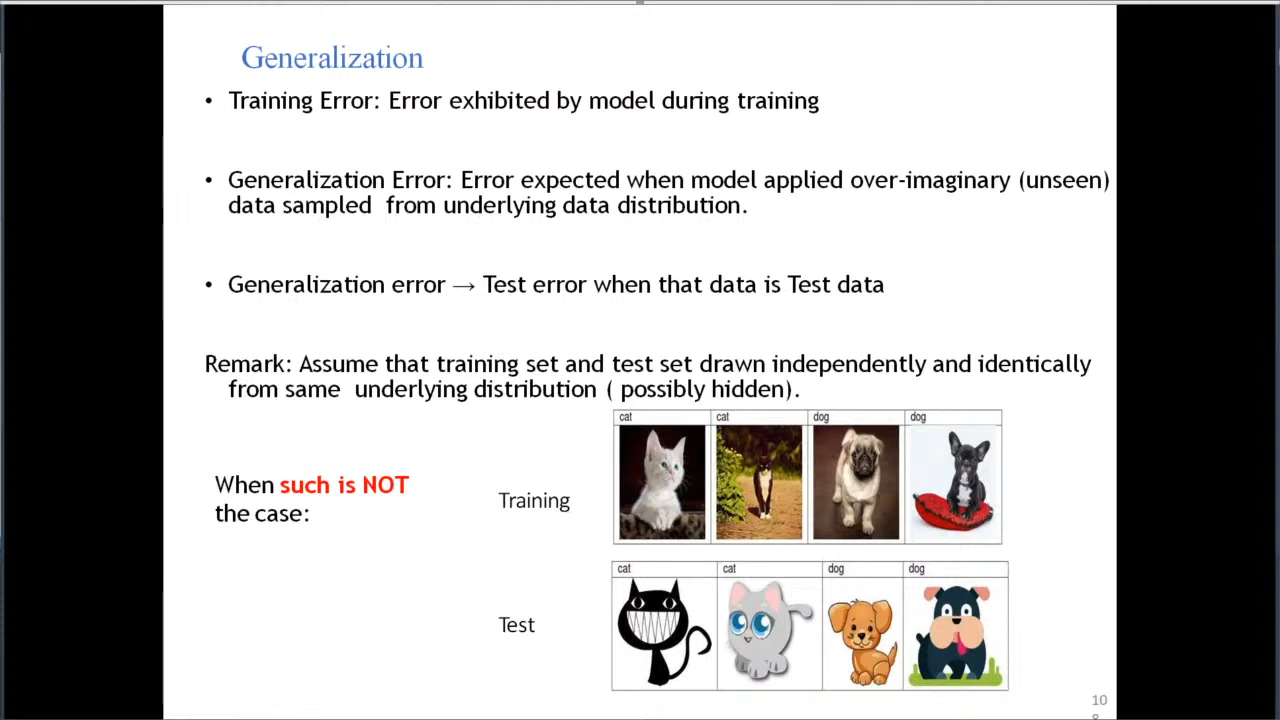 Generalization
• Training Error: Error exhibited by model during training
• Generalization Error: Error expected when model applied over-imaginary (unseen)
data sampled from underlying data distribution.
• Generalization error → Test error when that data is Test data
Remark: Assume that training set and test set drawn independently and identically
from same underlying distribution ( possibly hidden).
When such is NOT
the case:
Training
cat cat dog dog
Test
cat cat dog dog
10